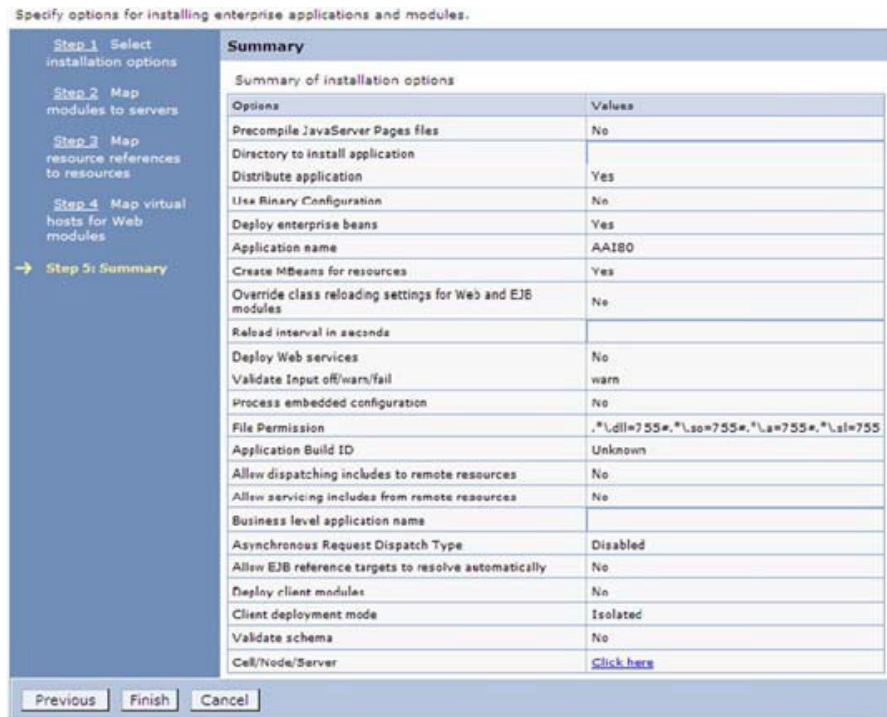 Specify options for installing enterprise applications and modules.
Step 1 Select
installation options
Step 2 Map
modules to servers
Step 3 Map
resource references
to resources
Step 4 Map virtual
hosts for Web
modules
Step 5: Summary
Summary
Summary of installation options
Options Values
Precompile JavaServer Pages files No
Directory to install application
Distribute application Yes
Use Binary Configuration No
Deploy enterprise beans Yes
Application name AAI80
Create MBeans for resources Yes
Override class reloading settings for Web and EJB
modules No
Reload interval in seconds
Deploy Web services No
Validate Input off/warn/fail warn
Process embedded configuration No
File Permission .*\.dll=755#.*\.so=755#.*\.a=755#.*\.sl=755
Application Build ID Unknown
Allow dispatching includes to remote resources No
Allow servicing includes from remote resources No
Business level application name
Asynchronous Request Dispatch Type Disabled
Allow EJB reference targets to resolve automatically No
Deploy client modules No
Client deployment mode Isolated
Validate schema No
Cell/Node/Server Click here
Previous Finish Cancel